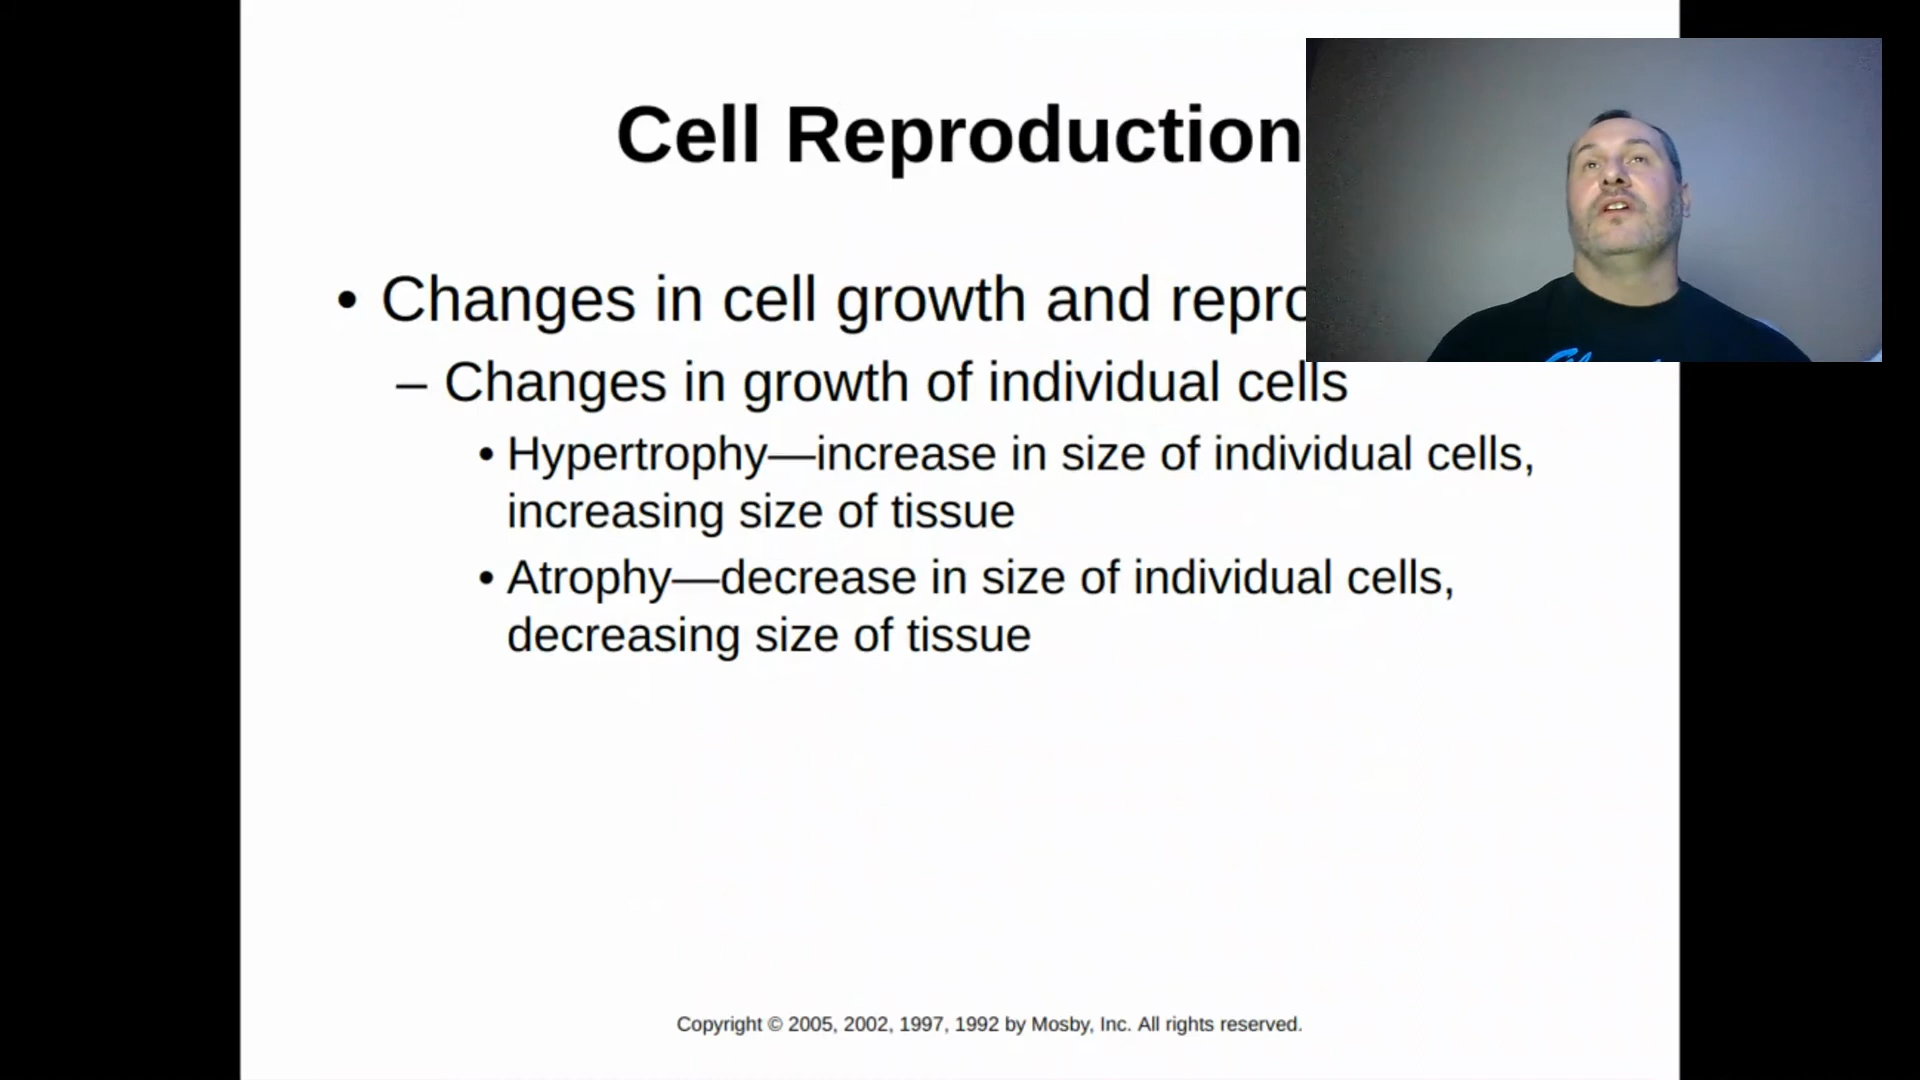 Cell Reproduction
• Changes in cell growth and repro
– Changes in growth of individual cells
• Hypertrophy—increase in size of individual cells,
increasing size of tissue
• Atrophy—decrease in size of individual cells,
decreasing size of tissue
Copyright © 2005, 2002, 1997, 1992 by Mosby, Inc. All rights reserved.